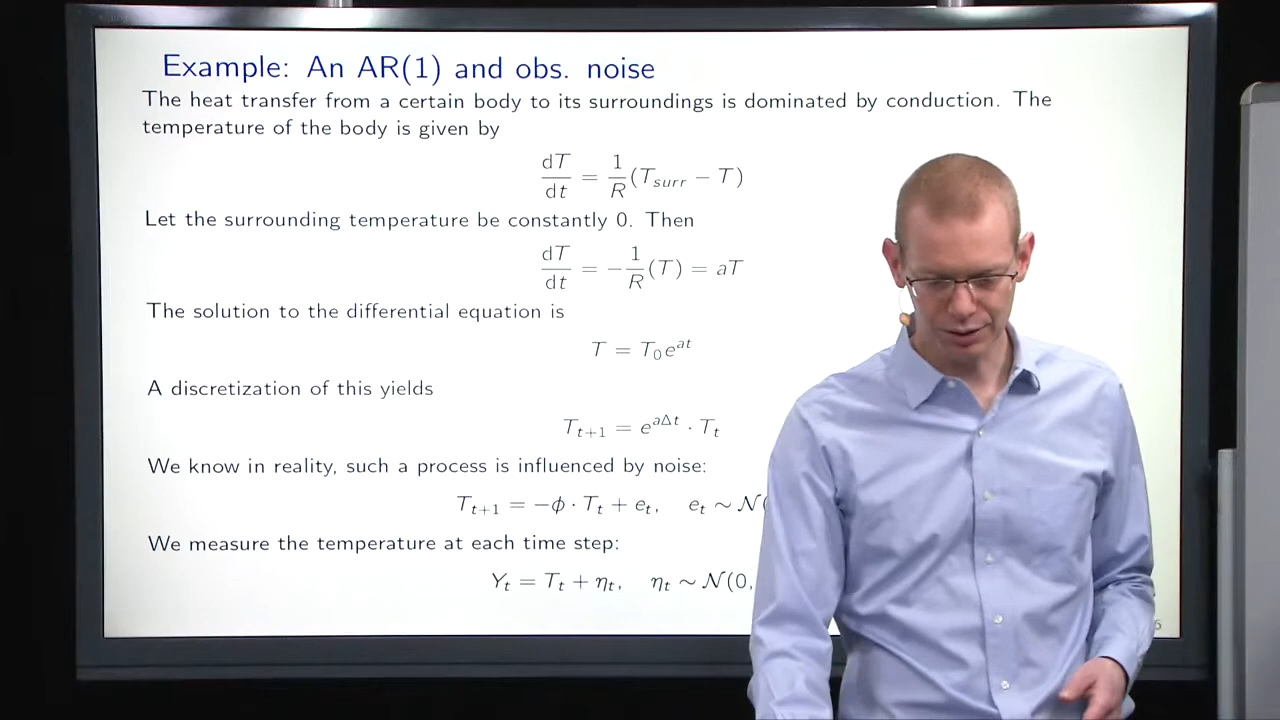 Example: An AR(1) and obs. noise
The heat transfer from a certain body to its surroundings is dominated by conduction. The
temperature of the body is given by
dT/dt = 1/R (T_surr − T)
Let the surrounding temperature be constantly 0. Then
dT/dt = −1/R (T) = aT
The solution to the differential equation is
T = T_0 e^{at}
A discretization of this yields
T_{t+1} = e^{aΔt} · T_t
We know in reality, such a process is influenced by noise:
T_{t+1} = −ϕ · T_t + e_t, e_t ∼ N(
We measure the temperature at each time step:
Y_t = T_t + η_t, η_t ∼ N(0,